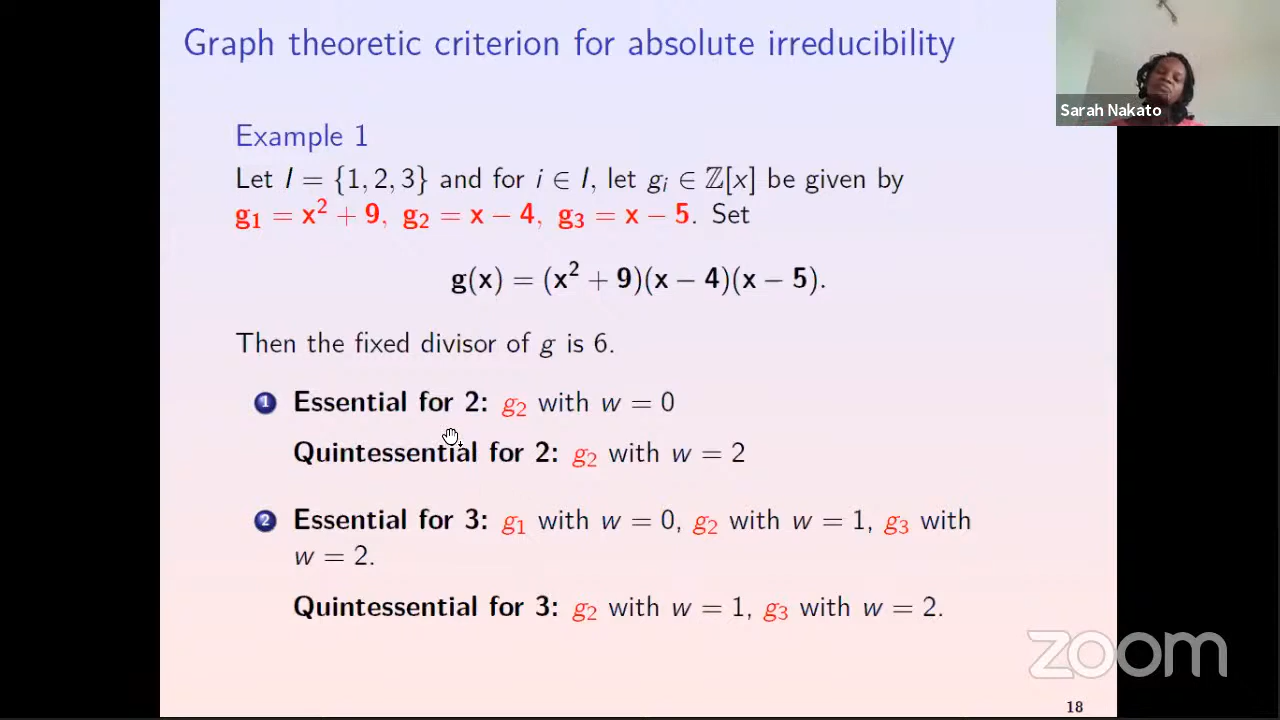 Graph theoretic criterion for absolute irreducibility
Sarah Nakato
Example 1
Let I = {1, 2, 3} and for i ∈ I, let gᵢ ∈ ℤ[x] be given by
g₁ = x² + 9, g₂ = x − 4, g₃ = x − 5. Set
g(x) = (x² + 9)(x − 4)(x − 5).
Then the fixed divisor of g is 6.
1 Essential for 2: g₂ with w = 0
Quintessential for 2: g₂ with w = 2
2 Essential for 3: g₁ with w = 0, g₂ with w = 1, g₃ with
w = 2.
Quintessential for 3: g₂ with w = 1, g₃ with w = 2.
zoom
18